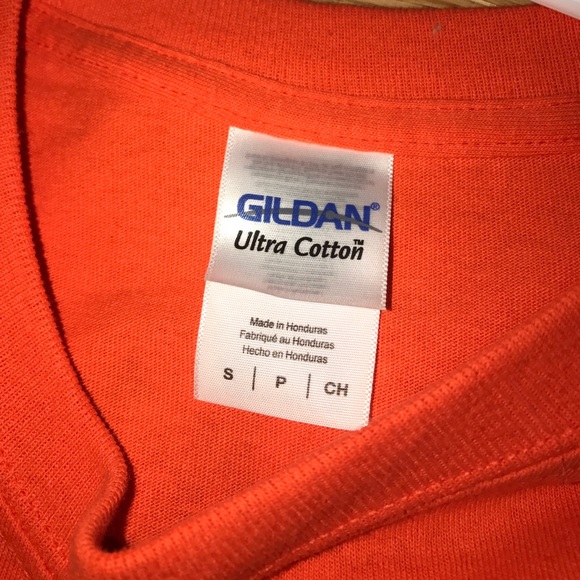 GILDAN®
Ultra Cotton™
Made in Honduras
Fabriqué au Honduras
Hecho en Honduras
S | P | CH